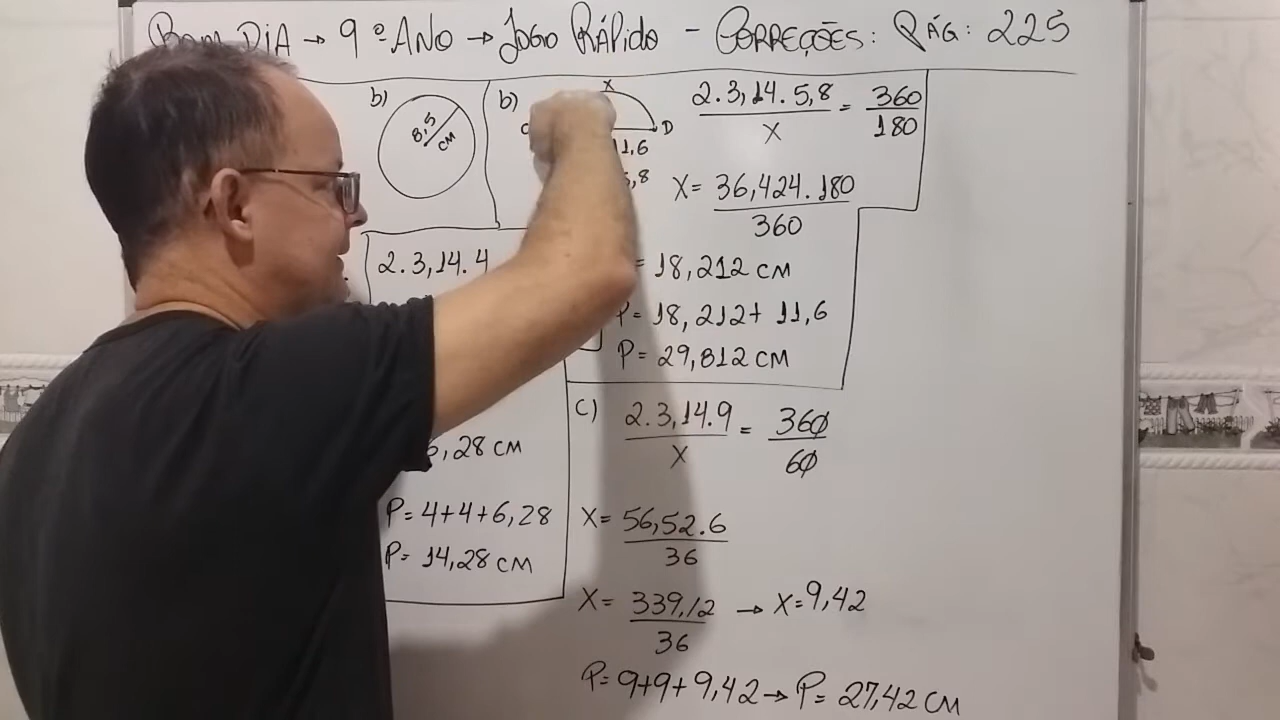 BOM DIA → 9º ANO → JOGO RÁPIDO - CORREÇÕES: PÁG: 225
b)
8,5
CM
2.3,14.4
,28 CM
P= 4+4+6,28
P= 14,28 CM
b)
X
D
11,6
,8
2.3,14.5,8 = 360
X 180
X= 36,424.180
360
= 18,212 CM
P= 18,212+ 11,6
P= 29,812 CM
C) 2.3,14.9 = 360
X 60
X= 56,52.6
36
X= 339,12 → X=9,42
36
P= 9+9+9,42 → P= 27,42 CM